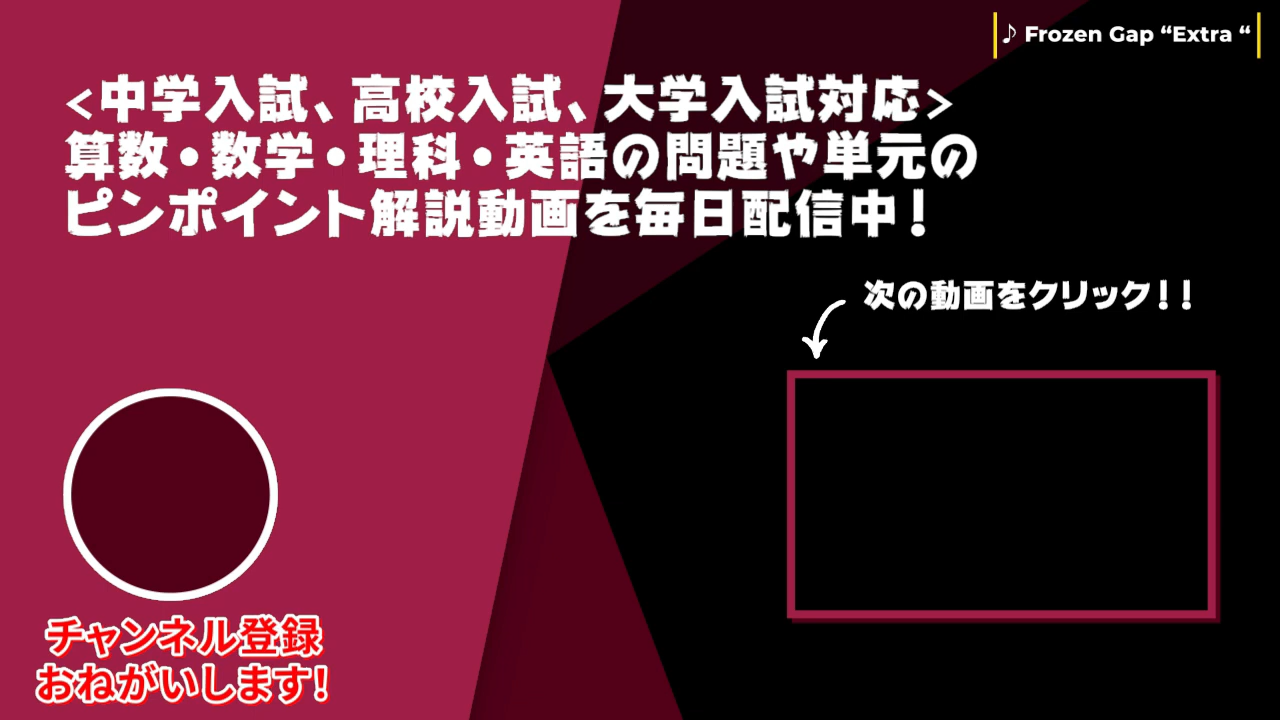 ♪ Frozen Gap “Extra “
<中学入試、高校入試、大学入試対応>
算数・数学・理科・英語の問題や単元の
ピンポイント解説動画を毎日配信中！
次の動画をクリック！！
チャンネル登録
おねがいします！